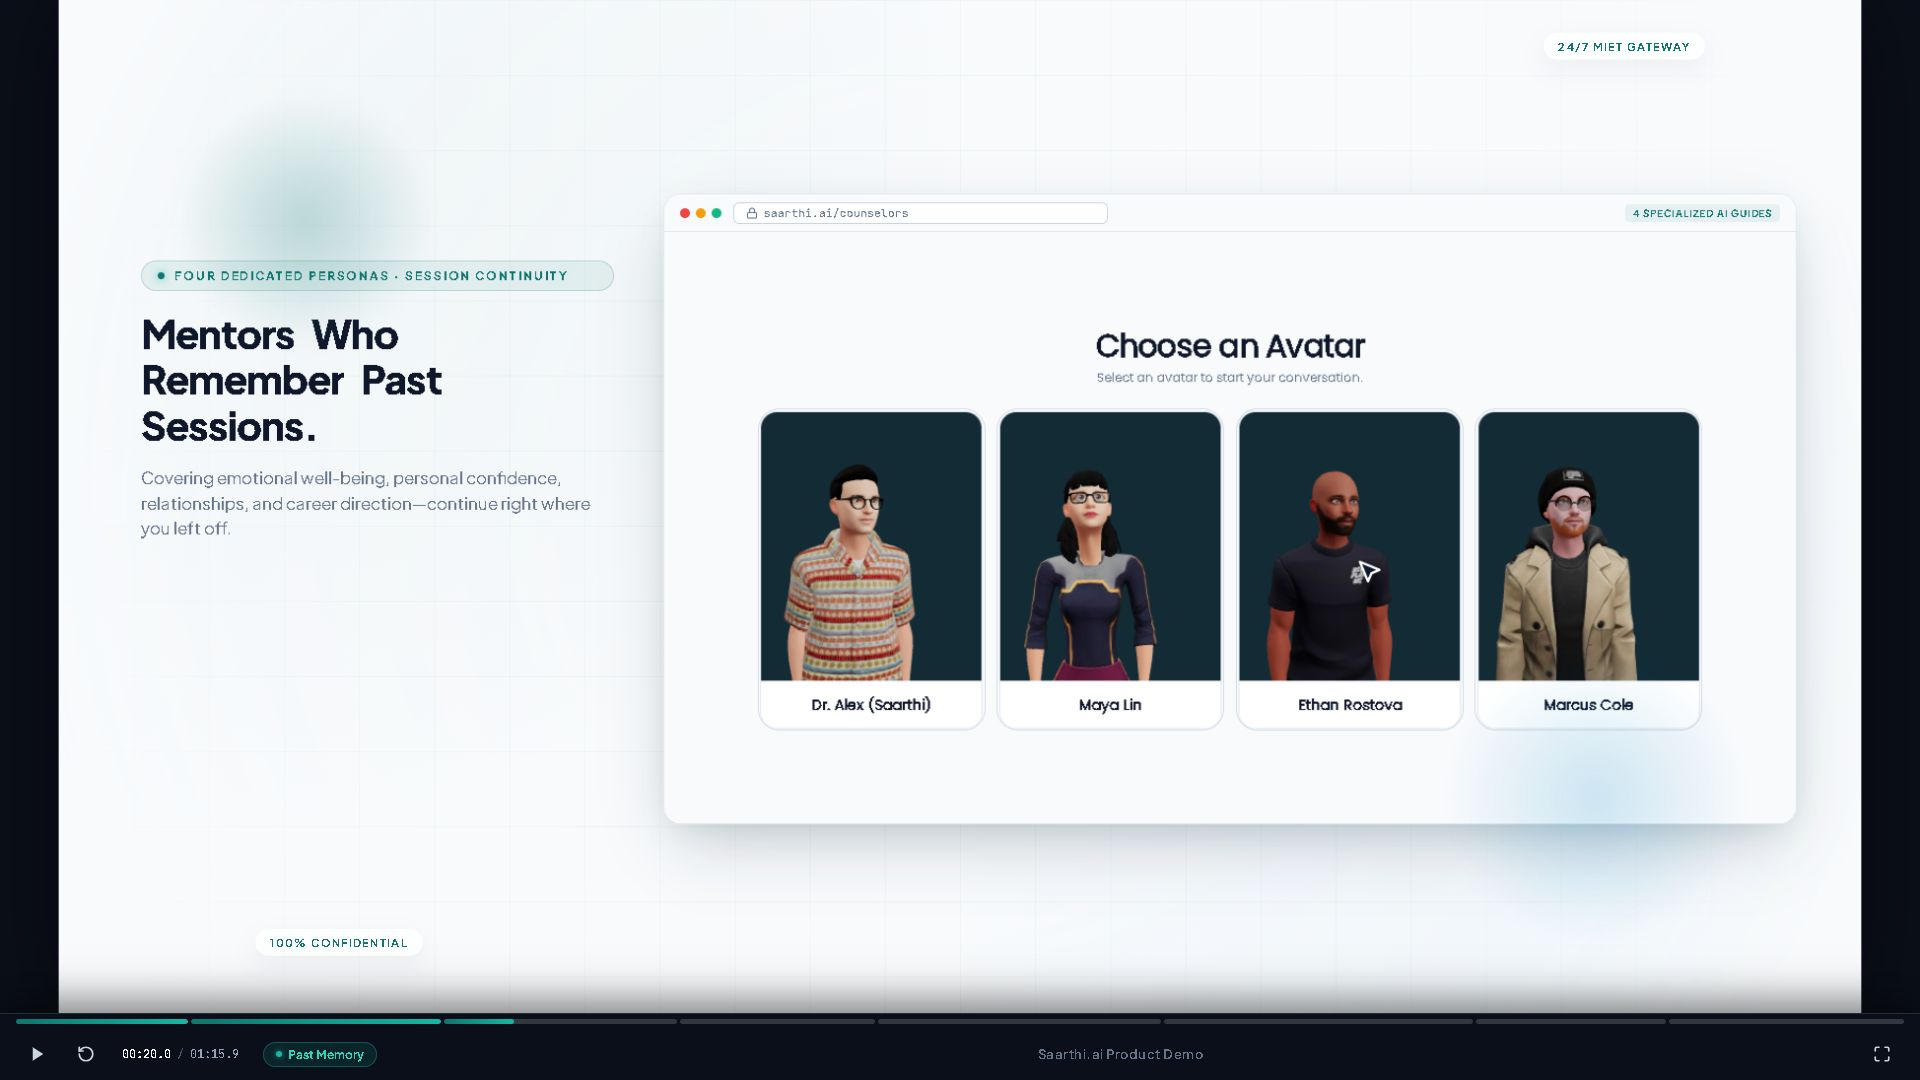 24/7 MIET GATEWAY
saarthi.ai/counselors
4 SPECIALIZED AI GUIDES
FOUR DEDICATED PERSONAS · SESSION CONTINUITY
Mentors Who
Remember Past
Sessions.
Covering emotional well-being, personal confidence,
relationships, and career direction—continue right where
you left off.
Choose an Avatar
Select an avatar to start your conversation.
Dr. Alex (Saarthi)
Maya Lin
Ethan Rostova
Marcus Cole
100% CONFIDENTIAL
00:20.0 / 01:15.9
Past Memory
Saarthi.ai Product Demo